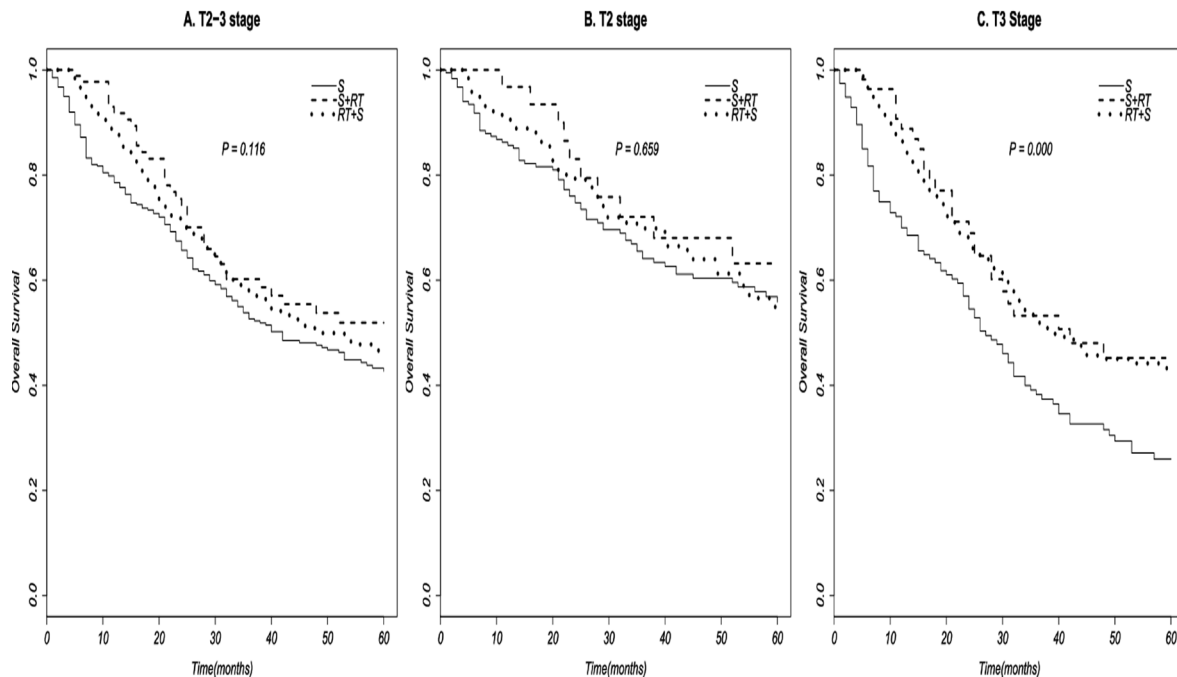 A. T2-3 stage
Overall Survival
1.0
0.8
0.6
0.4
0.2
0.0
S
S+RT
RT+S
P = 0.116
0 10 20 30 40 50 60
Time(months)
B. T2 stage
Overall Survival
1.0
0.8
0.6
0.4
0.2
0.0
S
S+RT
RT+S
P = 0.659
0 10 20 30 40 50 60
Time(months)
C. T3 Stage
Overall Survival
1.0
0.8
0.6
0.4
0.2
0.0
S
S+RT
RT+S
P = 0.000
0 10 20 30 40 50 60
Time(months)